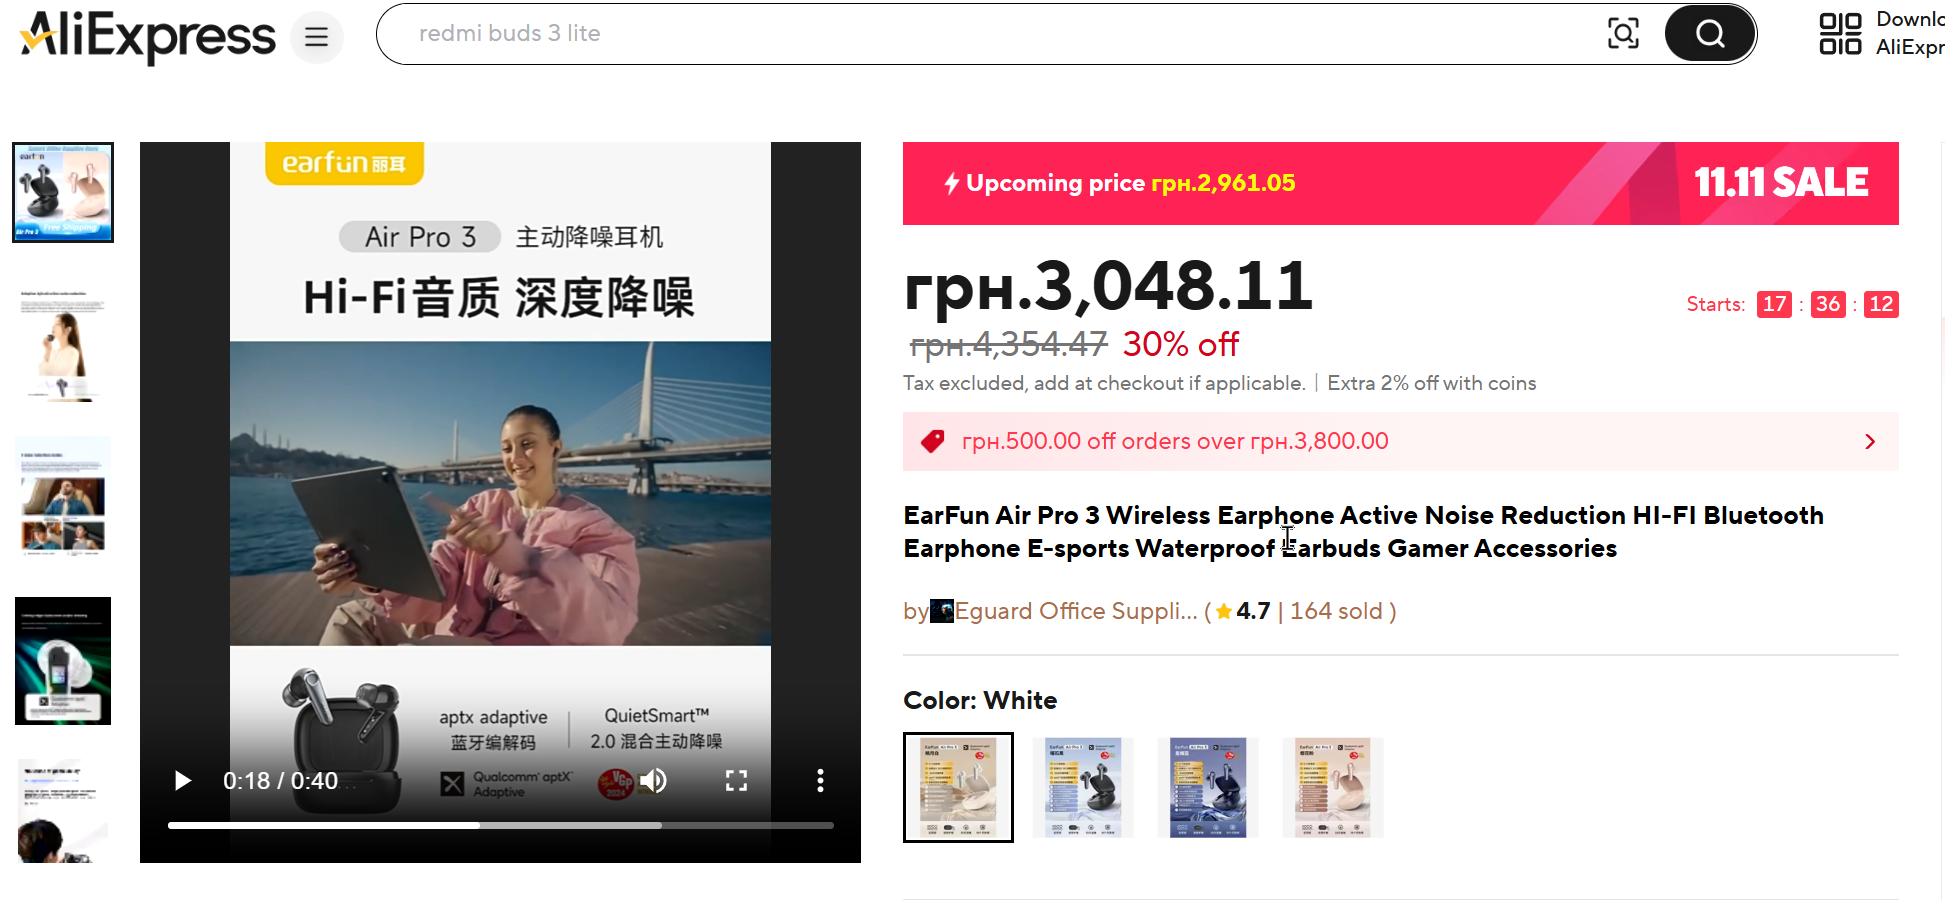 AliExpress
redmi buds 3 lite
Downlo
AliExpr
earfun 丽耳
Air Pro 3 主动降噪耳机
Hi-Fi音质 深度降噪
aptx adaptive
蓝牙编解码
QuietSmart™
2.0 混合主动降噪
Qualcomm aptX
Adaptive
VGP
2024
0:18 / 0:40
Upcoming price грн.2,961.05
11.11 SALE
грн.3,048.11
Starts: 17 : 36 : 12
грн.4,354.47 30% off
Tax excluded, add at checkout if applicable. | Extra 2% off with coins
грн.500.00 off orders over грн.3,800.00
EarFun Air Pro 3 Wireless Earphone Active Noise Reduction HI-FI Bluetooth
Earphone E-sports Waterproof Earbuds Gamer Accessories
by Eguard Office Suppli... ( 4.7 | 164 sold )
Color: White